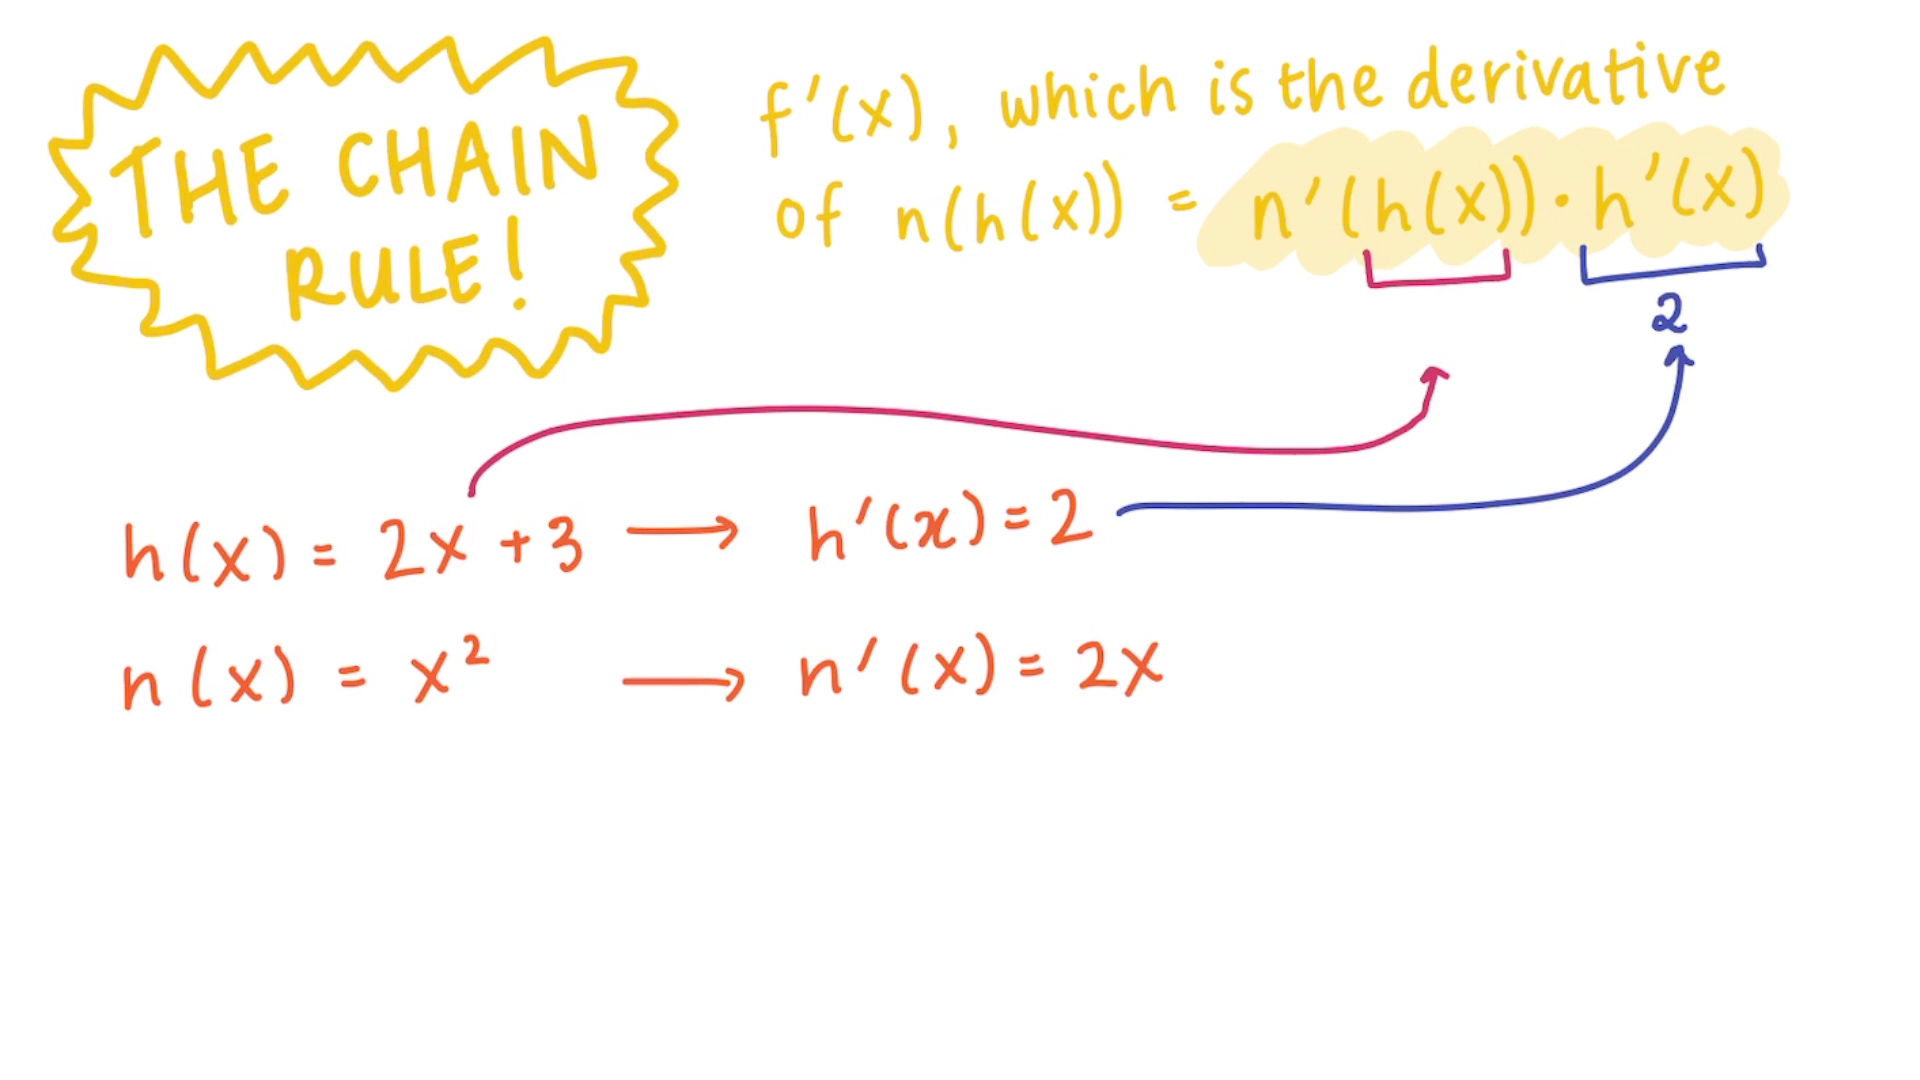 THE CHAIN
RULE!
f'(x), which is the derivative
of n(h(x)) = n'(h(x)) · h'(x)
2
h(x) = 2x + 3 → h'(x) = 2
n(x) = x² → n'(x) = 2x